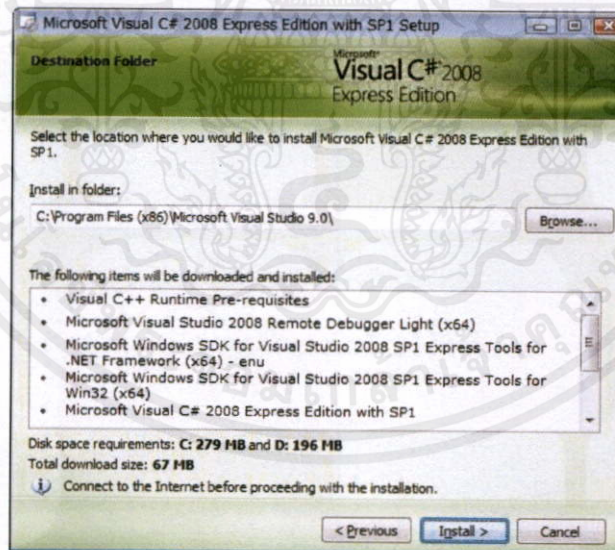 Microsoft Visual C# 2008 Express Edition with SP1 Setup
Destination Folder
Microsoft®
Visual C# 2008
Express Edition
Select the location where you would like to install Microsoft Visual C# 2008 Express Edition with
SP1.
Install in folder:
C:\Program Files (x86)\Microsoft Visual Studio 9.0\
Browse...
The following items will be downloaded and installed:
• Visual C++ Runtime Pre-requisites
• Microsoft Visual Studio 2008 Remote Debugger Light (x64)
• Microsoft Windows SDK for Visual Studio 2008 SP1 Express Tools for
.NET Framework (x64) - enu
• Microsoft Windows SDK for Visual Studio 2008 SP1 Express Tools for
Win32 (x64)
• Microsoft Visual C# 2008 Express Edition with SP1
Disk space requirements: C: 279 MB and D: 196 MB
Total download size: 67 MB
Connect to the Internet before proceeding with the installation.
< Previous
Install >
Cancel